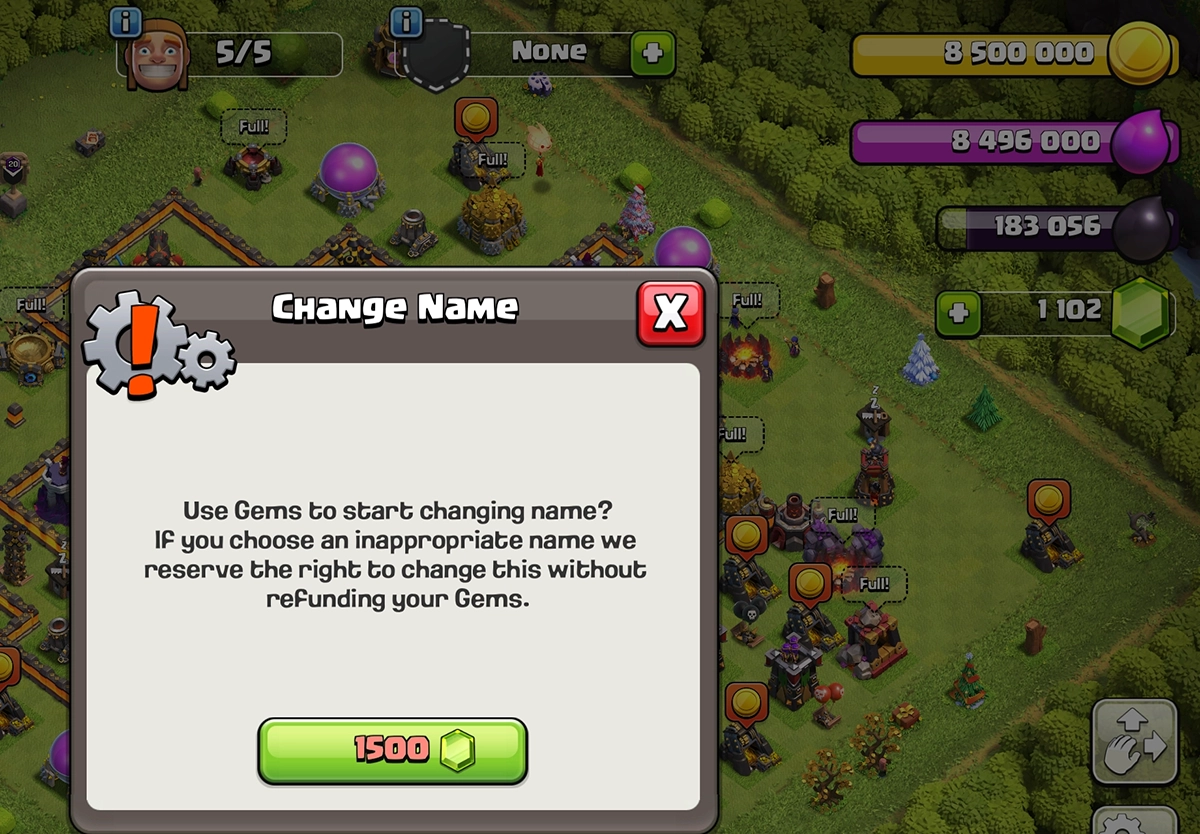 5/5
None
8 500 000
Full!
8 496 000
Full!
20
183 056
Full!
Full!
1 102
Change Name
X
z
Z
Full!
Use Gems to start changing name?
If you choose an inappropriate name we
reserve the right to change this without
refunding your Gems.
Full!
Full!
1500